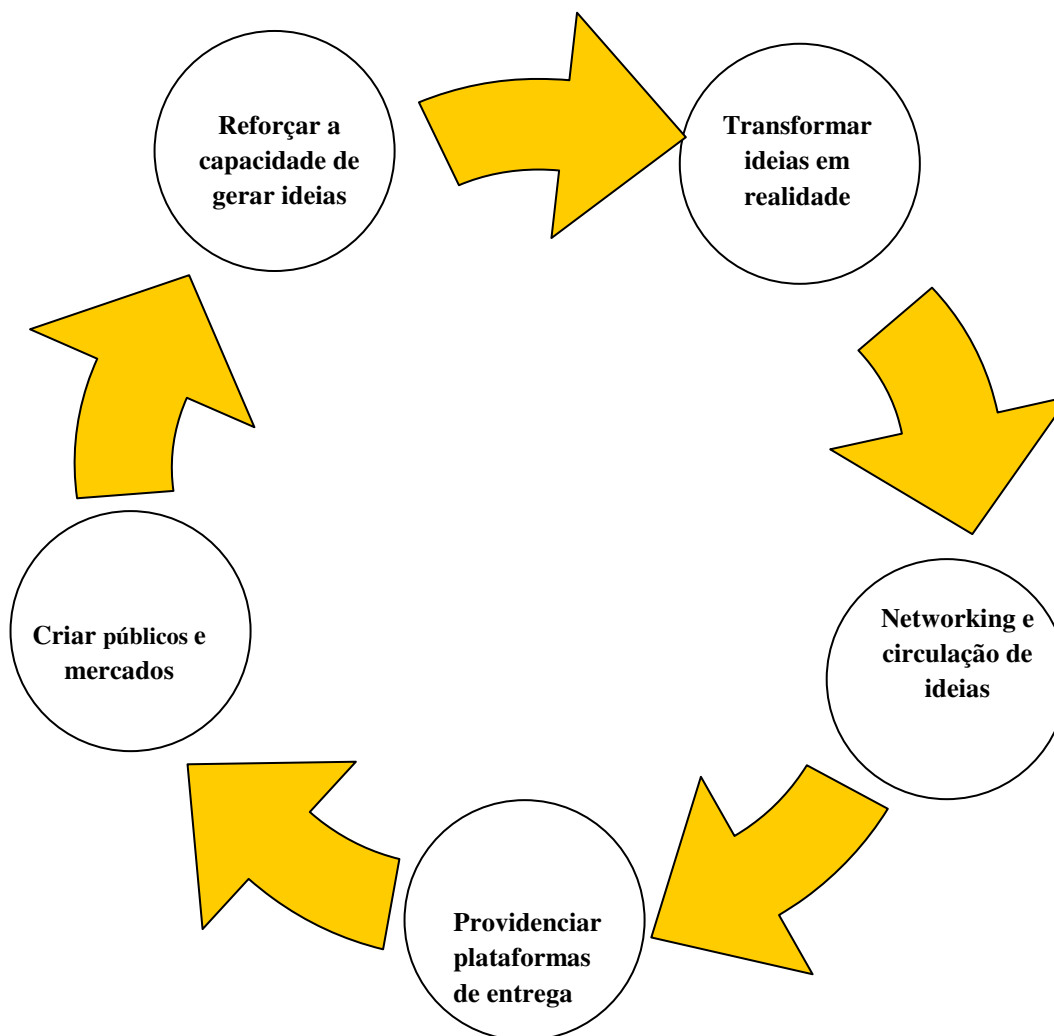 Reforçar a
capacidade de
gerar ideias
Transformar
ideias em
realidade
Networking e
circulação de
ideias
Providenciar
plataformas
de entrega
Criar públicos e
mercados